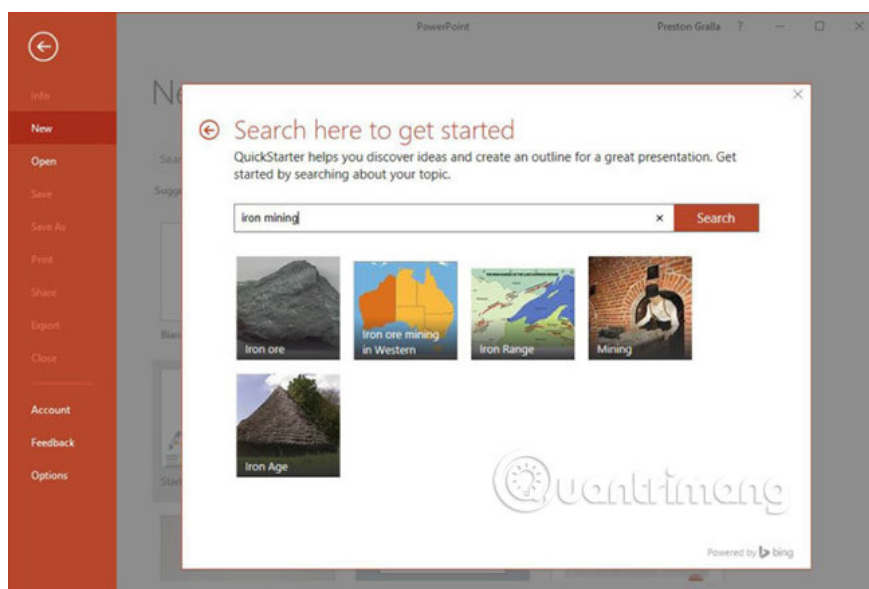 PowerPoint
Preston Gralla ?
Info
New
Open
Save
Save As
Print
Share
Export
Close
Account
Feedback
Options
Search here to get started
QuickStarter helps you discover ideas and create an outline for a great presentation. Get
started by searching about your topic.
iron mining
Search
Iron ore
Iron ore mining
in Western
Iron Range
Mining
Iron Age
Quantrimang
Powered by bing